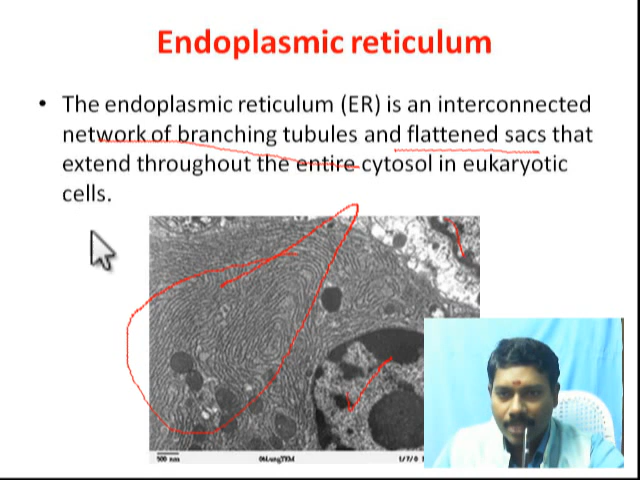 Endoplasmic reticulum
• The endoplasmic reticulum (ER) is an interconnected
network of branching tubules and flattened sacs that
extend throughout the entire cytosol in eukaryotic
cells.
500 nm